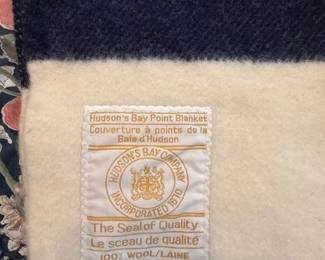 Hudson's Bay Point Blanket
Couverture à points de la
Baie d'Hudson
HUDSON'S BAY COMPANY
INCORPORATED 1670
The Seal of Quality
Le sceau de qualité
100% WOOL/LAINE